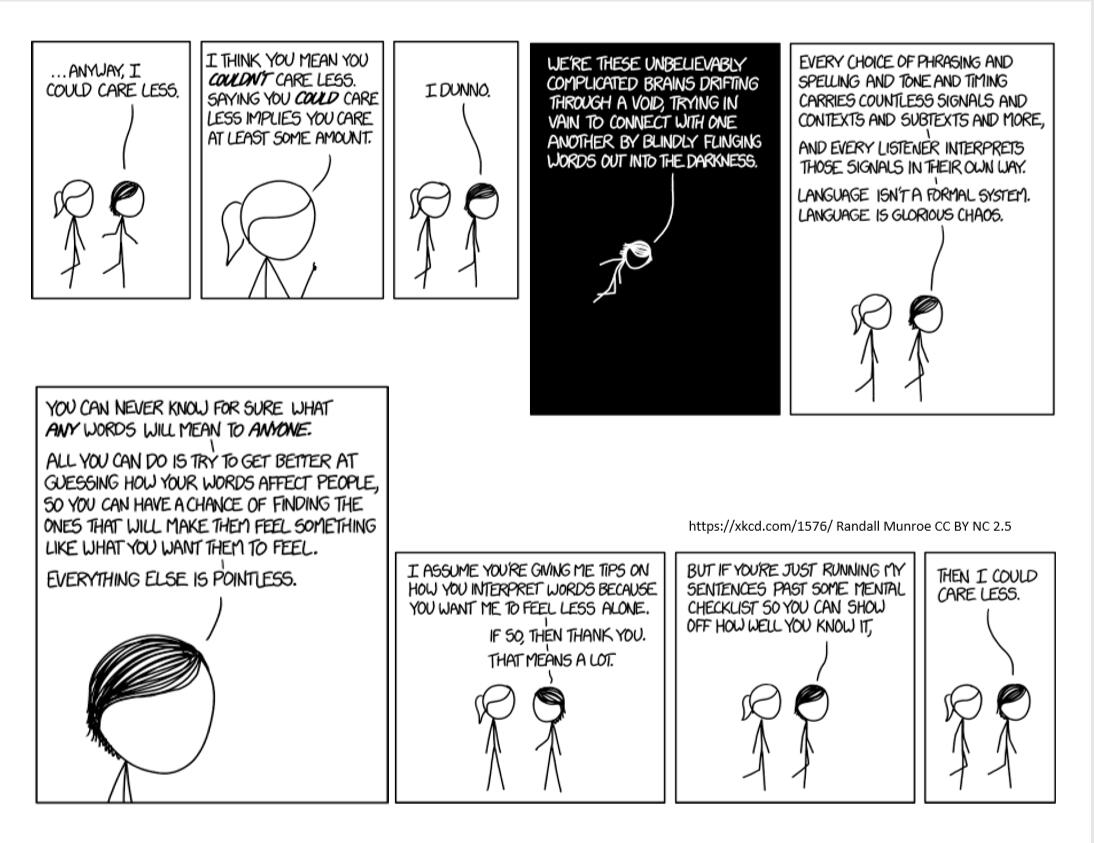 ...ANYWAY, I
COULD CARE LESS.
I THINK YOU MEAN YOU
COULDN'T CARE LESS.
SAYING YOU COULD CARE
LESS IMPLIES YOU CARE
AT LEAST SOME AMOUNT.
I DUNNO.
WE'RE THESE UNBELIEVABLY
COMPLICATED BRAINS DRIFTING
THROUGH A VOID, TRYING IN
VAIN TO CONNECT WITH ONE
ANOTHER BY BLINDLY FLINGING
WORDS OUT INTO THE DARKNESS.
EVERY CHOICE OF PHRASING AND
SPELLING AND TONE AND TIMING
CARRIES COUNTLESS SIGNALS AND
CONTEXTS AND SUBTEXTS AND MORE,
AND EVERY LISTENER INTERPRETS
THOSE SIGNALS IN THEIR OWN WAY.
LANGUAGE ISN'T A FORMAL SYSTEM.
LANGUAGE IS GLORIOUS CHAOS.
YOU CAN NEVER KNOW FOR SURE WHAT
ANY WORDS WILL MEAN TO ANYONE.
ALL YOU CAN DO IS TRY TO GET BETTER AT
GUESSING HOW YOUR WORDS AFFECT PEOPLE,
SO YOU CAN HAVE A CHANCE OF FINDING THE
ONES THAT WILL MAKE THEM FEEL SOMETHING
LIKE WHAT YOU WANT THEM TO FEEL.
EVERYTHING ELSE IS POINTLESS.
https://xkcd.com/1576/ Randall Munroe CC BY NC 2.5
I ASSUME YOU'RE GIVING ME TIPS ON
HOW YOU INTERPRET WORDS BECAUSE
YOU WANT ME TO FEEL LESS ALONE.
IF SO, THEN THANK YOU.
THAT MEANS A LOT.
BUT IF YOU'RE JUST RUNNING MY
SENTENCES PAST SOME MENTAL
CHECKLIST SO YOU CAN SHOW
OFF HOW WELL YOU KNOW IT,
THEN I COULD
CARE LESS.